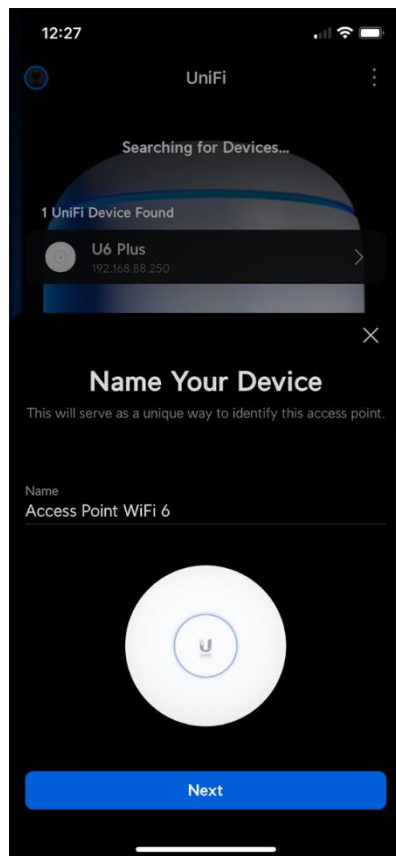 12:27
UniFi
Searching for Devices...
1 UniFi Device Found
U6 Plus
192.168.88.250
Name Your Device
This will serve as a unique way to identify this access point.
Name
Access Point WiFi 6
U
Next